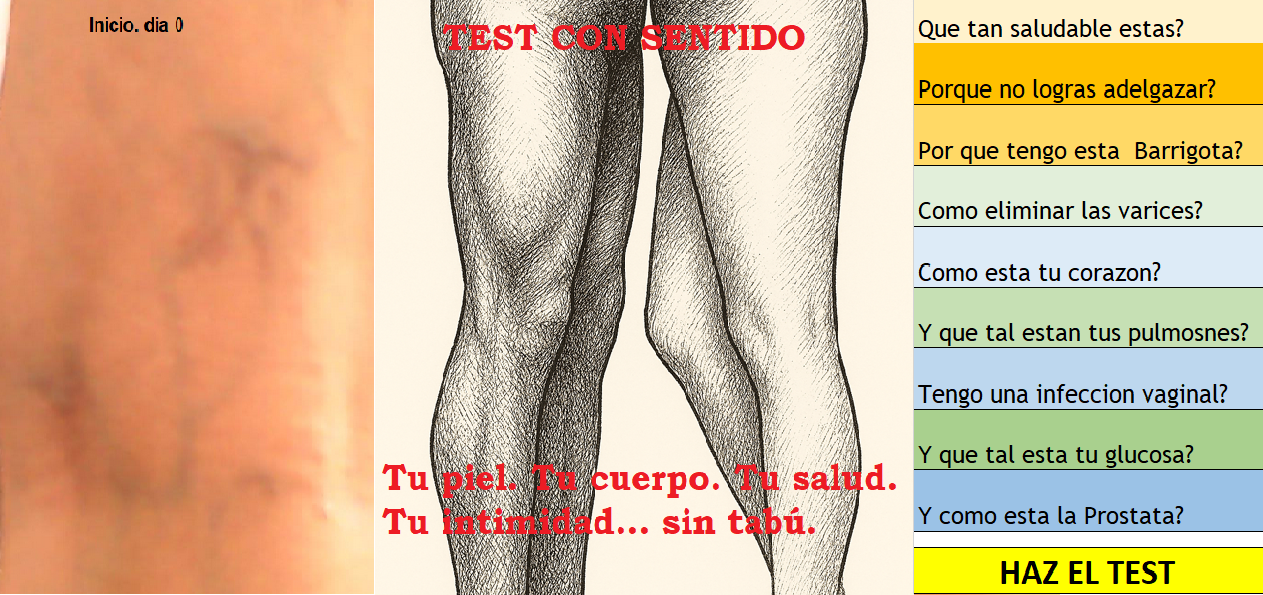 Inicio. dia 0
TEST CON SENTIDO
Tu piel. Tu cuerpo. Tu salud.
Tu intimidad... sin tabú.
Que tan saludable estas?
Porque no logras adelgazar?
Por que tengo esta Barrigota?
Como eliminar las varices?
Como esta tu corazon?
Y que tal estan tus pulmosnes?
Tengo una infeccion vaginal?
Y que tal esta tu glucosa?
Y como esta la Prostata?
HAZ EL TEST